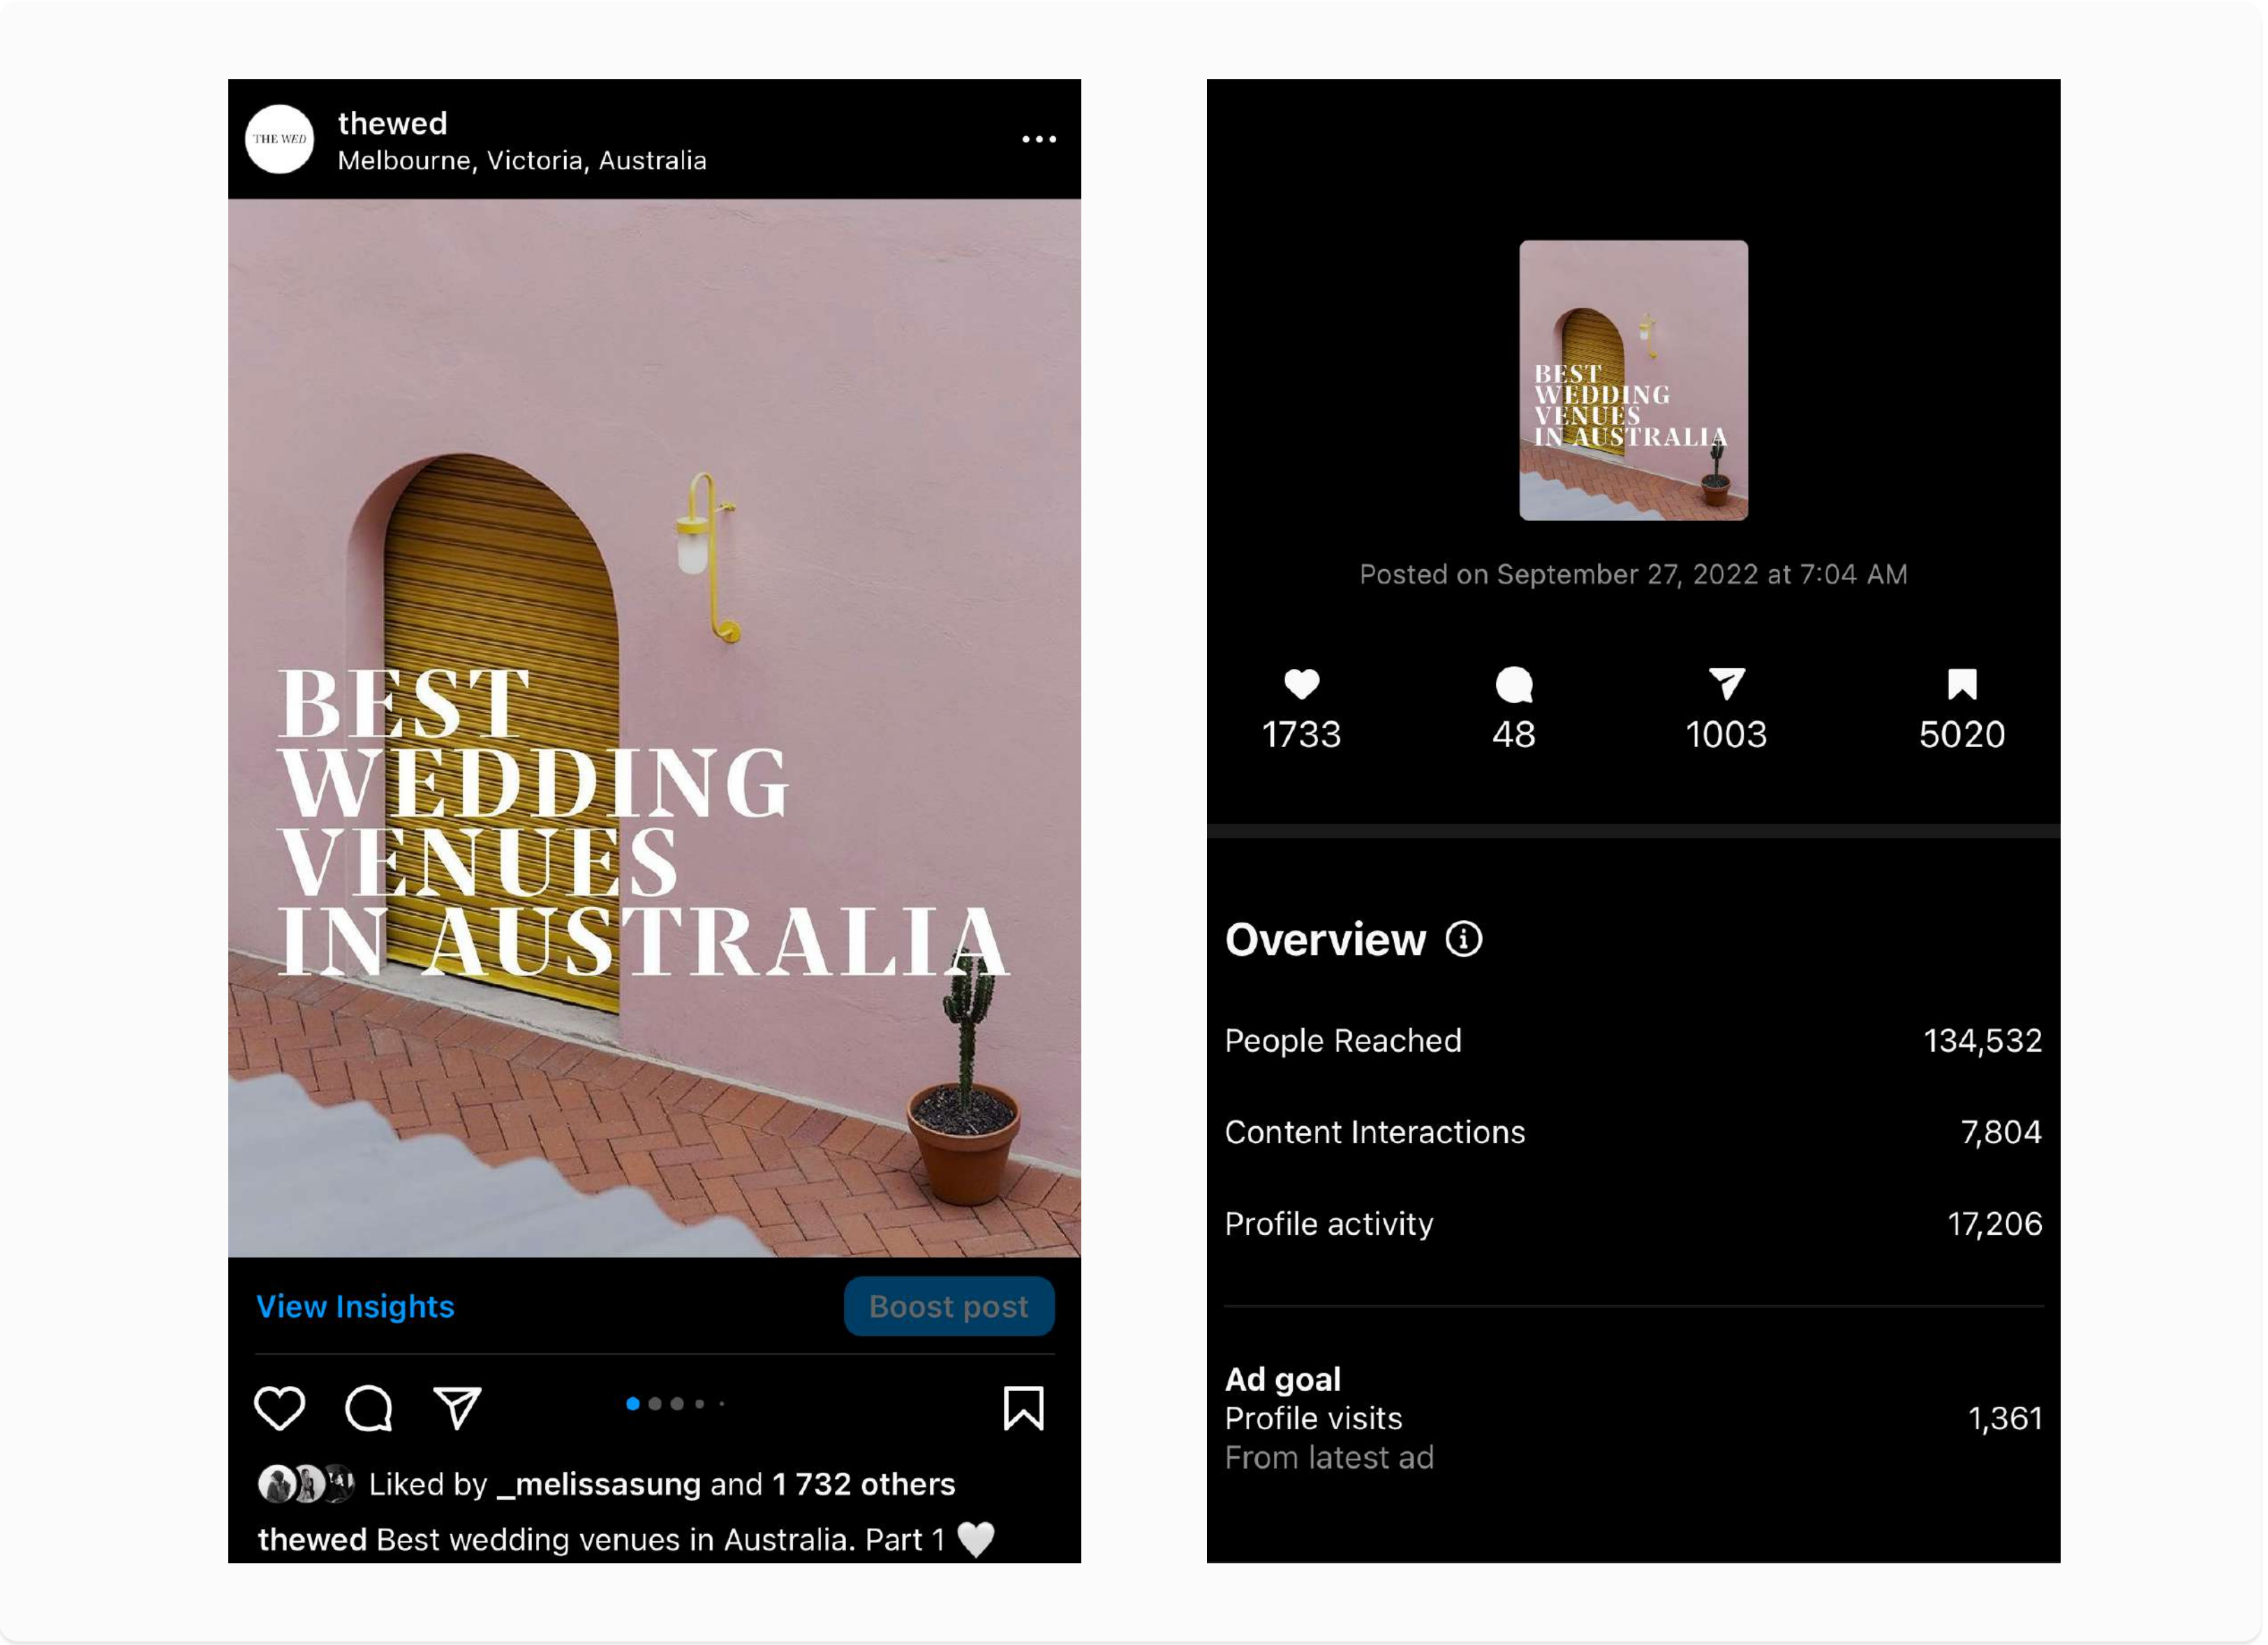 THE WED
thewed
Melbourne, Victoria, Australia
BEST
WEDDING
VENUES
IN AUSTRALIA
View Insights
Boost post
Liked by _melissasung and 1 732 others
thewed Best wedding venues in Australia. Part 1 🤍
BEST
WEDDING
VENUES
IN AUSTRALIA
Posted on September 27, 2022 at 7:04 AM
1733 48 1003 5020
Overview
People Reached 134,532
Content Interactions 7,804
Profile activity 17,206
Ad goal
Profile visits 1,361
From latest ad